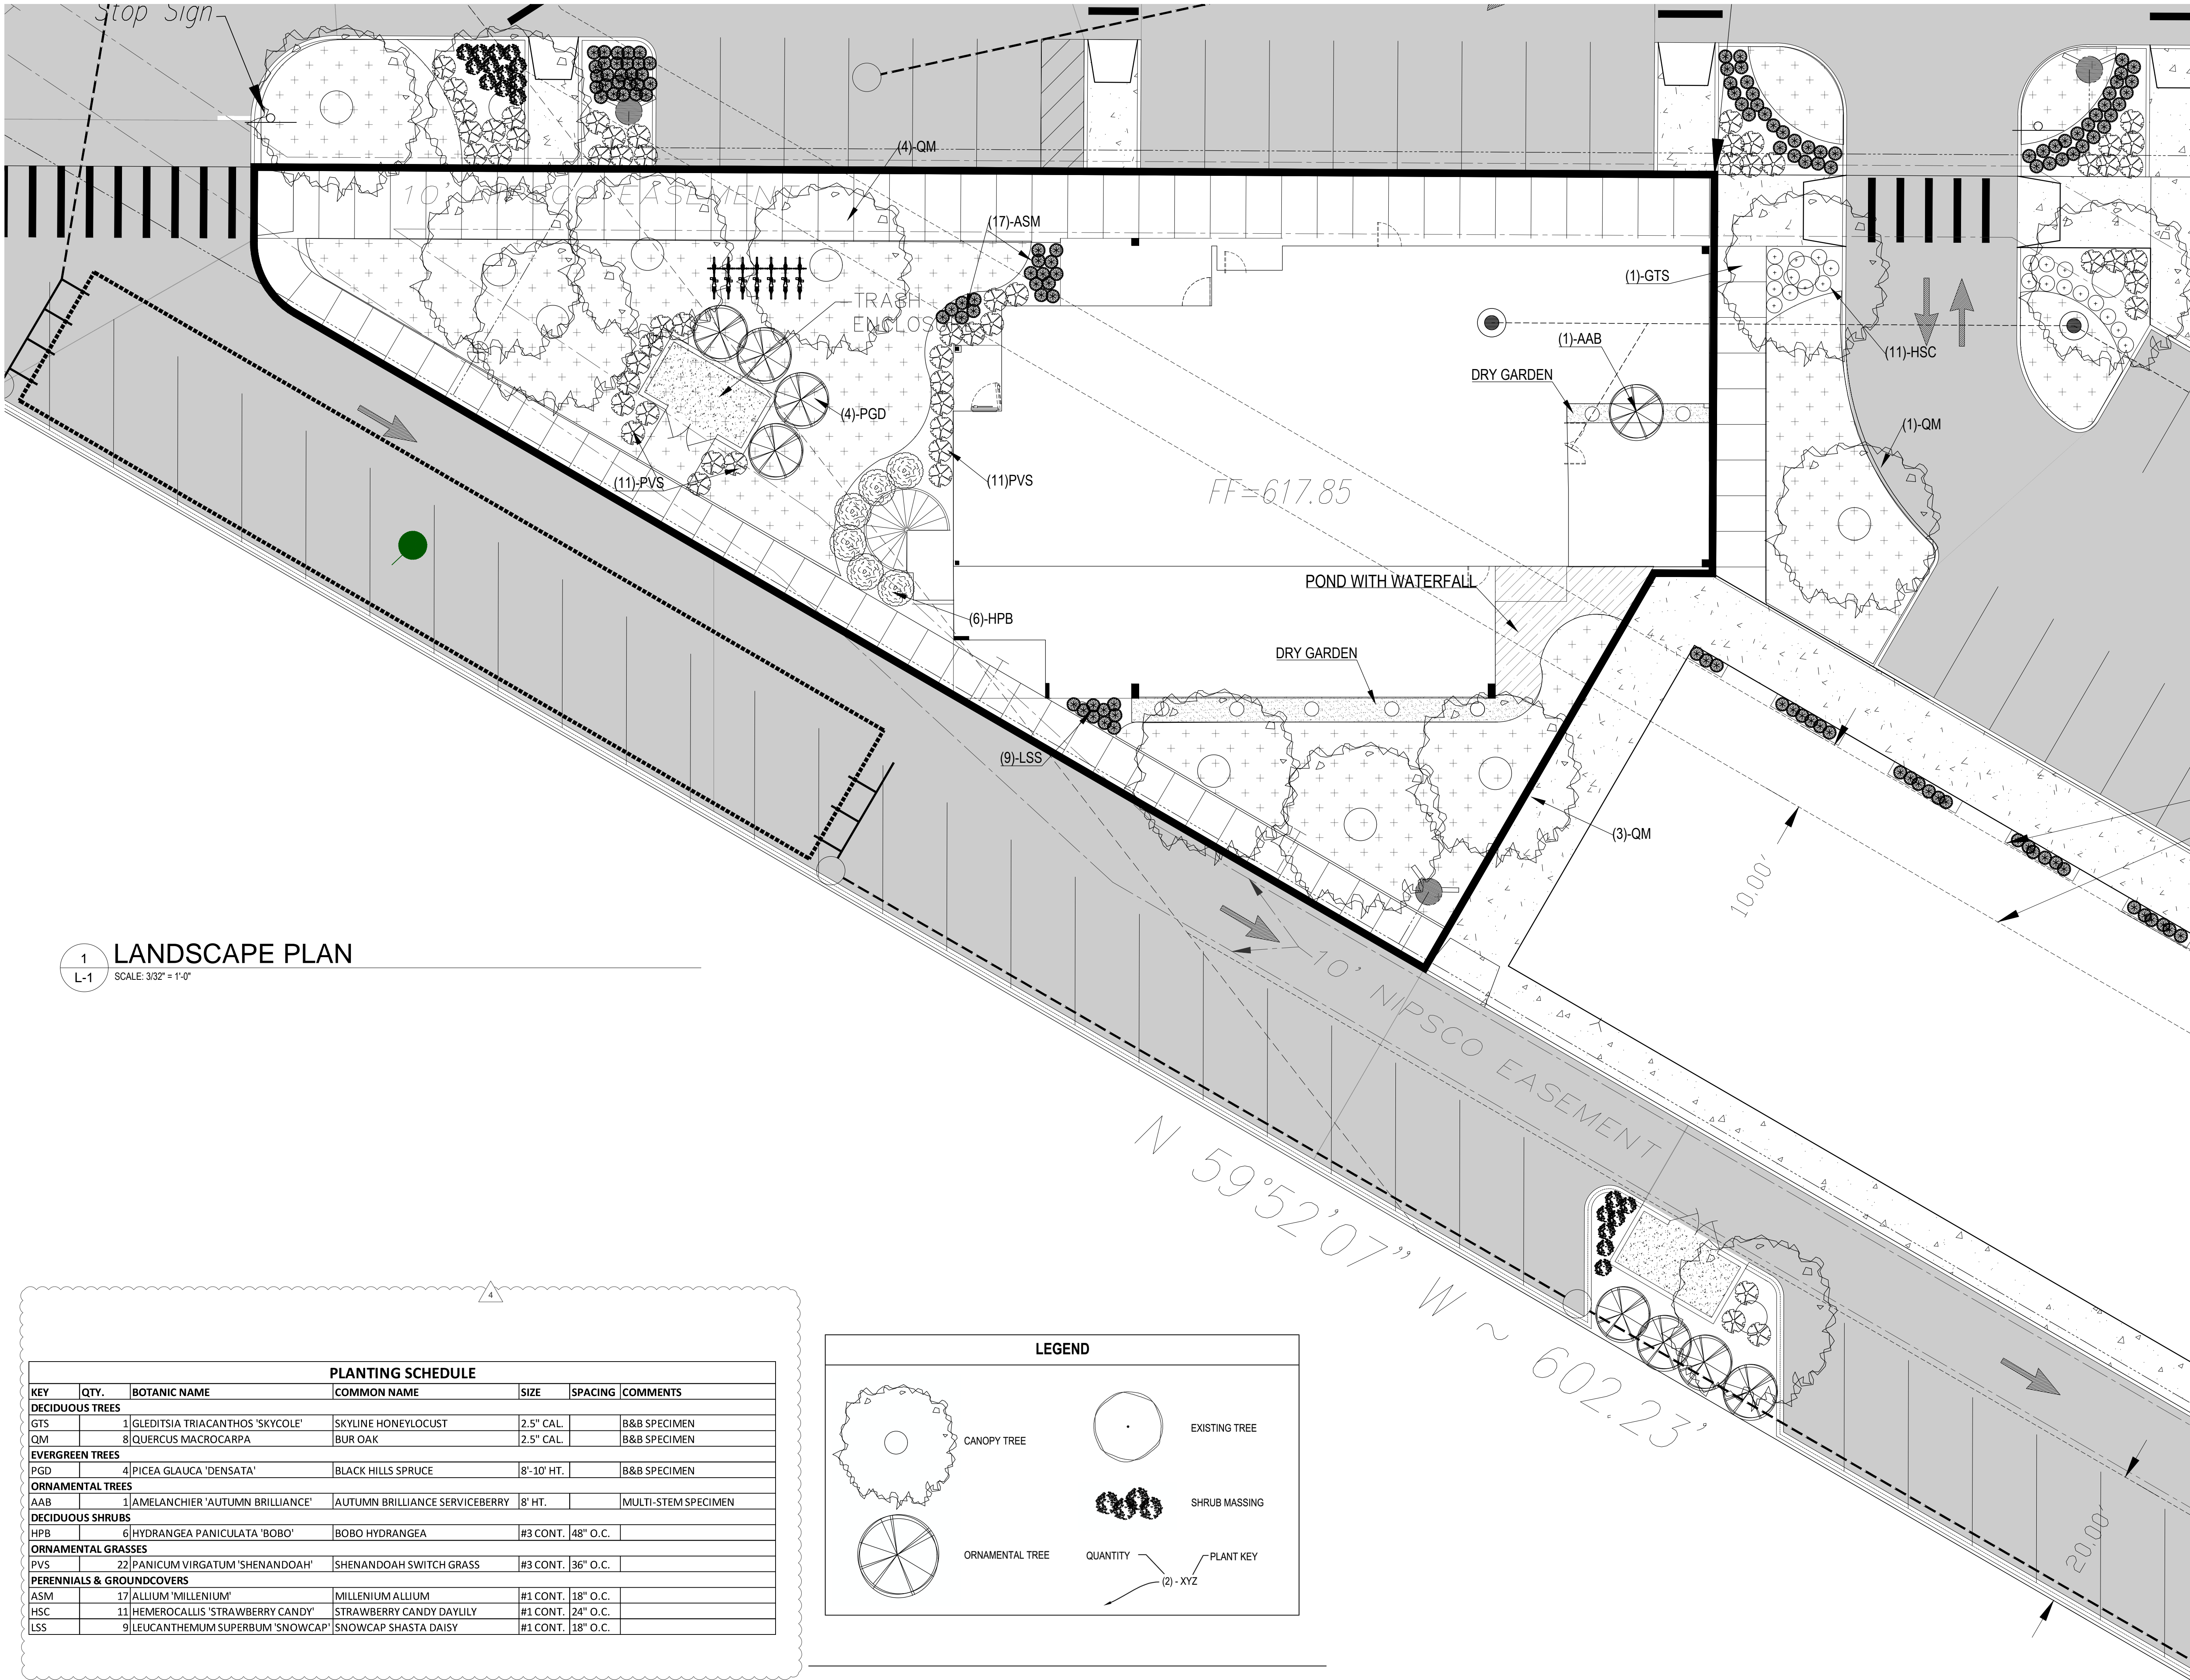 Stop Sign
(4)-QM
10' NIPSCO EASEMENT
(17)-ASM
(1)-GTS
TRASH
ENCLOS
(1)-AAB
(11)-HSC
DRY GARDEN
(4)-PGD
(1)-QM
(11)-PVS
(11)PVS
FF=617.85
POND WITH WATERFALL
(6)-HPB
DRY GARDEN
(9)-LSS
(3)-QM
10.00'
1
L-1
LANDSCAPE PLAN
SCALE: 3/32" = 1'-0"
10' NIPSCO EASEMENT
N 59°52'07" W ~ 602.23'
20.00'
4
PLANTING SCHEDULE
KEY QTY. BOTANIC NAME COMMON NAME SIZE SPACING COMMENTS
DECIDUOUS TREES
GTS 1 GLEDITSIA TRIACANTHOS 'SKYCOLE' SKYLINE HONEYLOCUST 2.5" CAL. B&B SPECIMEN
QM 8 QUERCUS MACROCARPA BUR OAK 2.5" CAL. B&B SPECIMEN
EVERGREEN TREES
PGD 4 PICEA GLAUCA 'DENSATA' BLACK HILLS SPRUCE 8'-10' HT. B&B SPECIMEN
ORNAMENTAL TREES
AAB 1 AMELANCHIER 'AUTUMN BRILLIANCE' AUTUMN BRILLIANCE SERVICEBERRY 8' HT. MULTI-STEM SPECIMEN
DECIDUOUS SHRUBS
HPB 6 HYDRANGEA PANICULATA 'BOBO' BOBO HYDRANGEA #3 CONT. 48" O.C.
ORNAMENTAL GRASSES
PVS 22 PANICUM VIRGATUM 'SHENANDOAH' SHENANDOAH SWITCH GRASS #3 CONT. 36" O.C.
PERENNIALS & GROUNDCOVERS
ASM 17 ALLIUM 'MILLENIUM' MILLENIUM ALLIUM #1 CONT. 18" O.C.
HSC 11 HEMEROCALLIS 'STRAWBERRY CANDY' STRAWBERRY CANDY DAYLILY #1 CONT. 24" O.C.
LSS 9 LEUCANTHEMUM SUPERBUM 'SNOWCAP' SNOWCAP SHASTA DAISY #1 CONT. 18" O.C.
LEGEND
CANOPY TREE
EXISTING TREE
SHRUB MASSING
ORNAMENTAL TREE
QUANTITY
PLANT KEY
(2) - XYZ